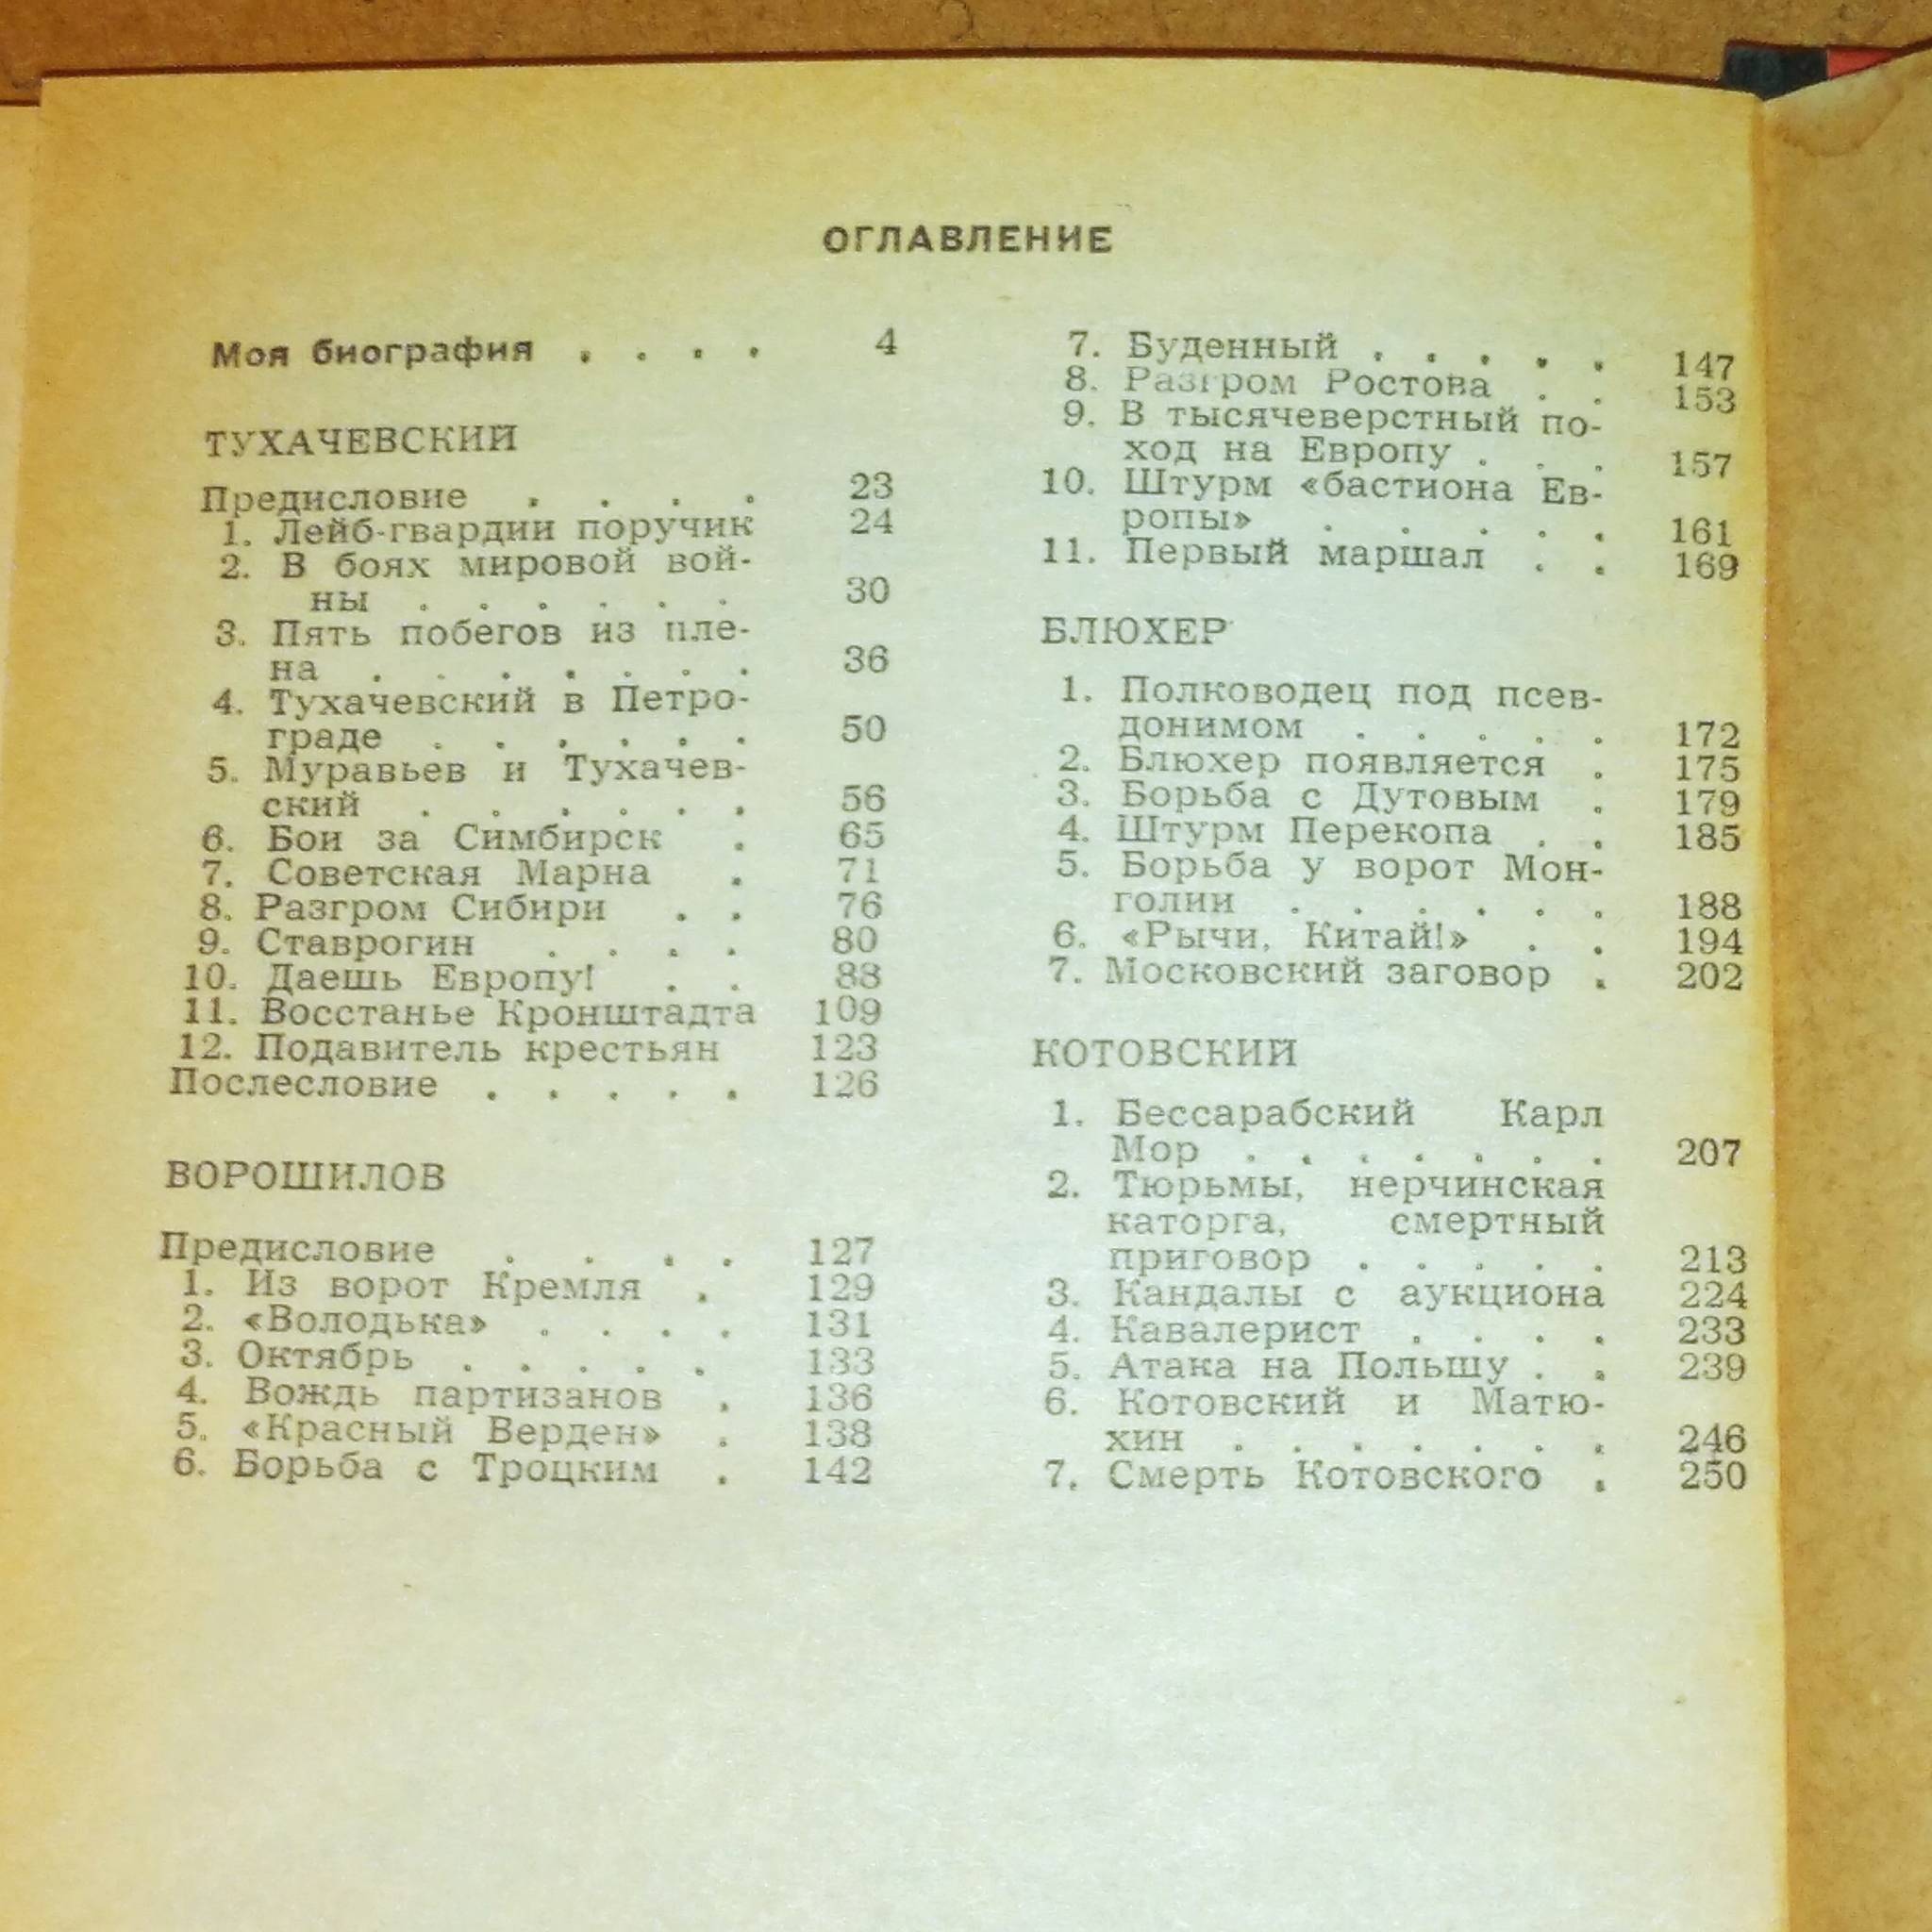 ОГЛАВЛЕНИЕ
Моя биография . . . . 4
ТУХАЧЕВСКИЙ
Предисловие . . . . 23
1. Лейб-гвардии поручик 24
2. В боях мировой вой-
ны . . . . . . 30
3. Пять побегов из пле-
на . . . . . . . 36
4. Тухачевский в Петро-
граде . . . . . . 50
5. Муравьев и Тухачев-
ский . . . . . . 56
6. Бои за Симбирск . 65
7. Советская Марна . 71
8. Разгром Сибири . . 76
9. Ставрогин . . . . 80
10. Даешь Европу! . . 88
11. Восстанье Кронштадта 109
12. Подавитель крестьян 123
Послесловие . . . . . 126
ВОРОШИЛОВ
Предисловие . . . . 127
1. Из ворот Кремля . 129
2. «Володька» . . . . 131
3. Октябрь . . . . . 133
4. Вождь партизанов . 136
5. «Красный Верден» . 138
6. Борьба с Троцким . 142
7. Буденный . . . . . 147
8. Разгром Ростова . . 153
9. В тысячеверстный по-
ход на Европу . . . 157
10. Штурм «бастиона Ев-
ропы» . . . . . 161
11. Первый маршал . . 169
БЛЮХЕР
1. Полководец под псев-
донимом . . . . . 172
2. Блюхер появляется . 175
3. Борьба с Дутовым . 179
4. Штурм Перекопа . . 185
5. Борьба у ворот Мон-
голии . . . . . . 188
6. «Рычи, Китай!» . . 194
7. Московский заговор . 202
КОТОВСКИЙ
1. Бессарабский Карл
Мор . . . . . . . 207
2. Тюрьмы, нерчинская
каторга, смертный
приговор . . . . . 213
3. Кандалы с аукциона 224
4. Кавалерист . . . . 233
5. Атака на Польшу . . 239
6. Котовский и Матю-
хин . . . . . . . 246
7. Смерть Котовского . 250